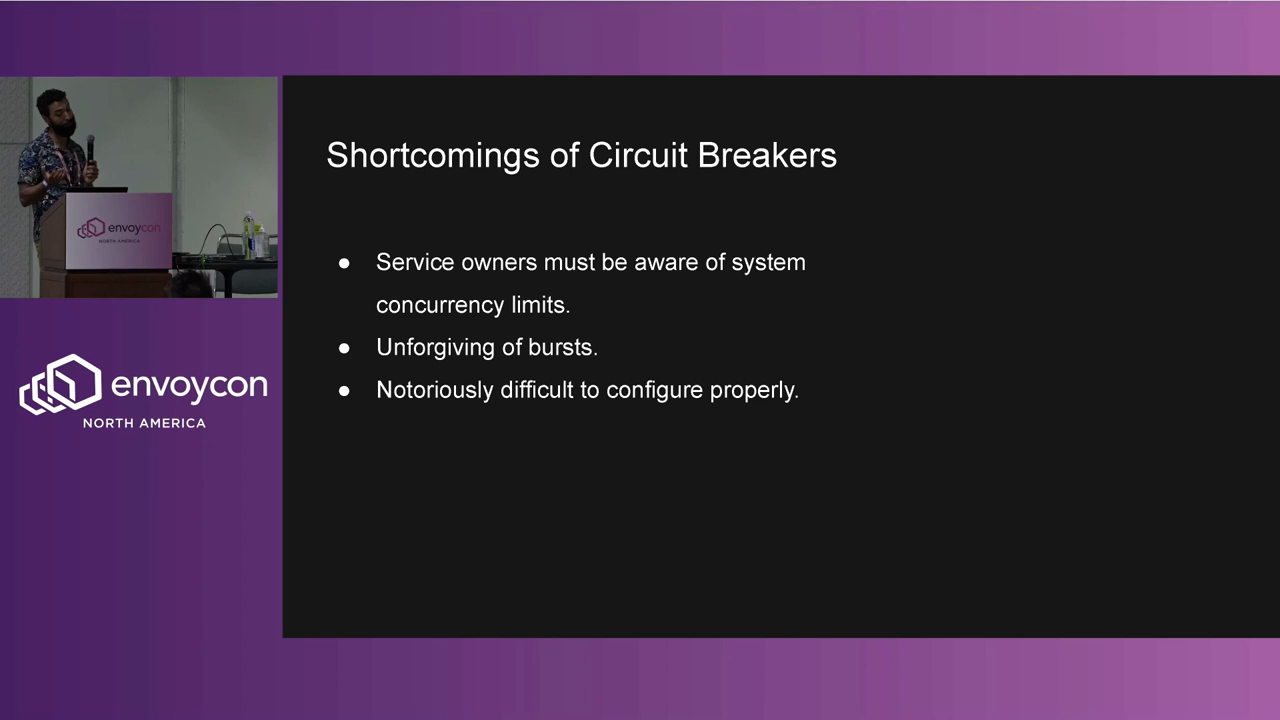 Shortcomings of Circuit Breakers
● Service owners must be aware of system
concurrency limits.
● Unforgiving of bursts.
● Notoriously difficult to configure properly.
envoycon
NORTH AMERICA
envoycon
NORTH AMERICA